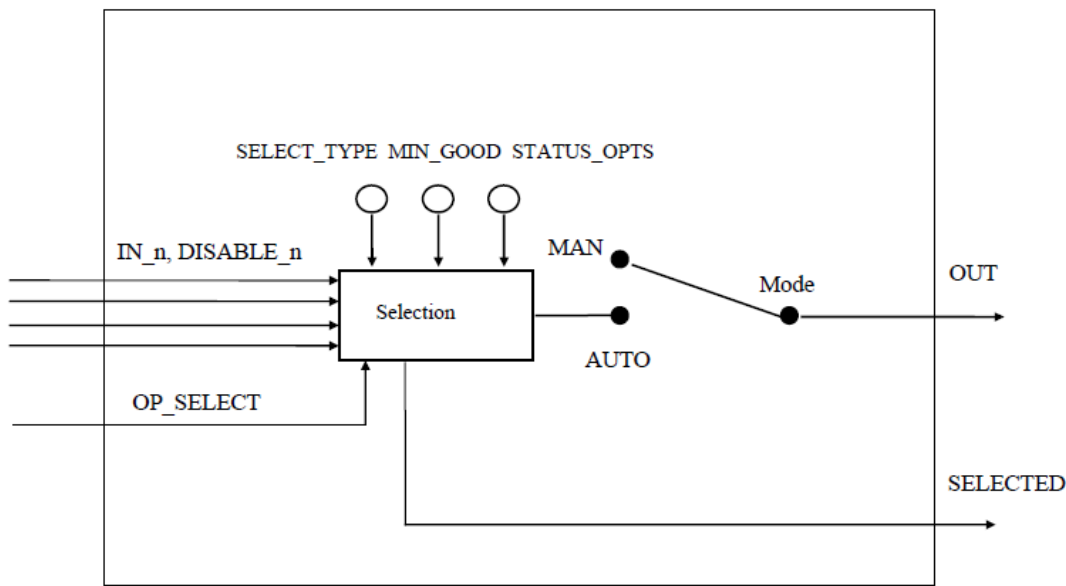 SELECT_TYPE MIN_GOOD STATUS_OPTS
IN_n, DISABLE_n
MAN
Mode
OUT
Selection
AUTO
OP_SELECT
SELECTED